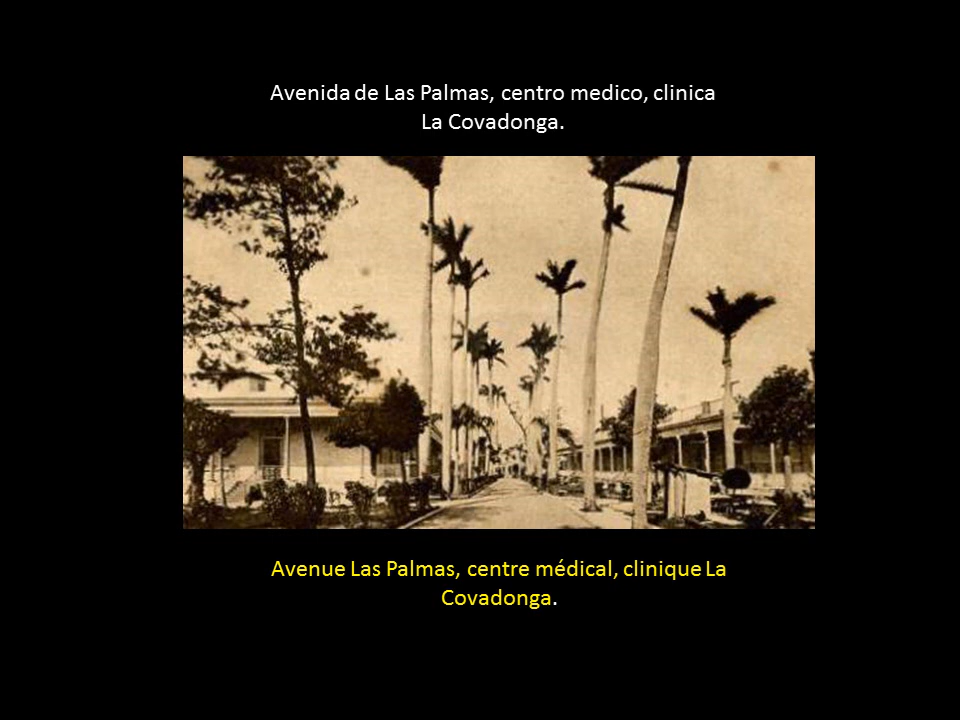 Avenida de Las Palmas, centro medico, clinica
La Covadonga.
Avenue Las Palmas, centre médical, clinique La
Covadonga.